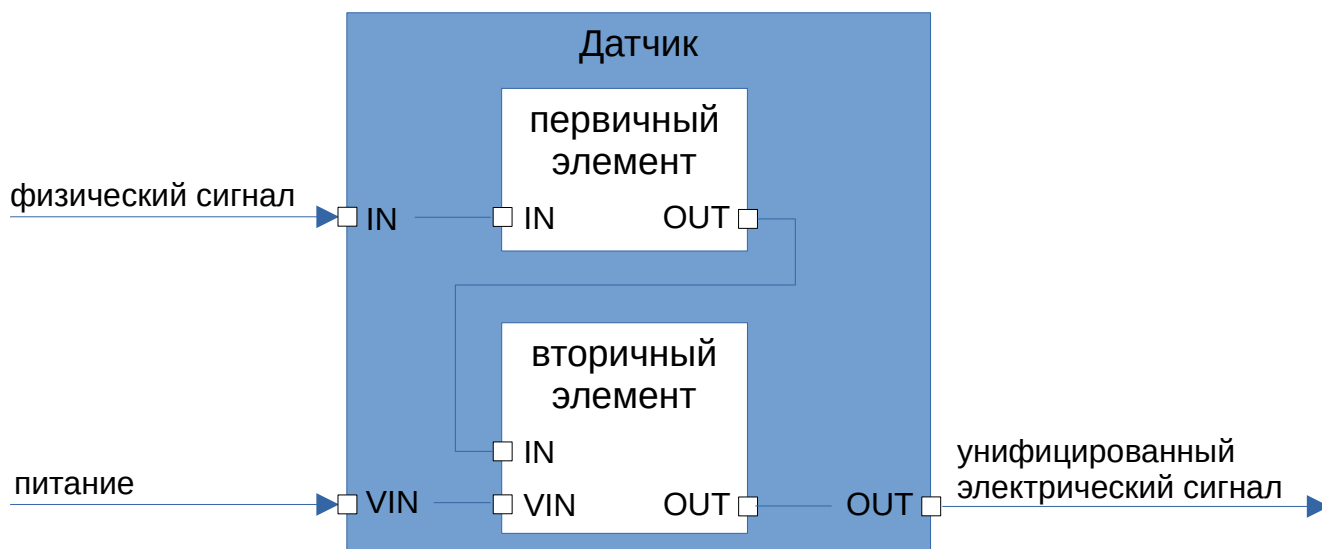 Датчик
первичный
элемент
физический сигнал
IN
IN
OUT
вторичный
элемент
IN
питание
VIN
VIN
OUT
OUT
унифицированный
электрический сигнал